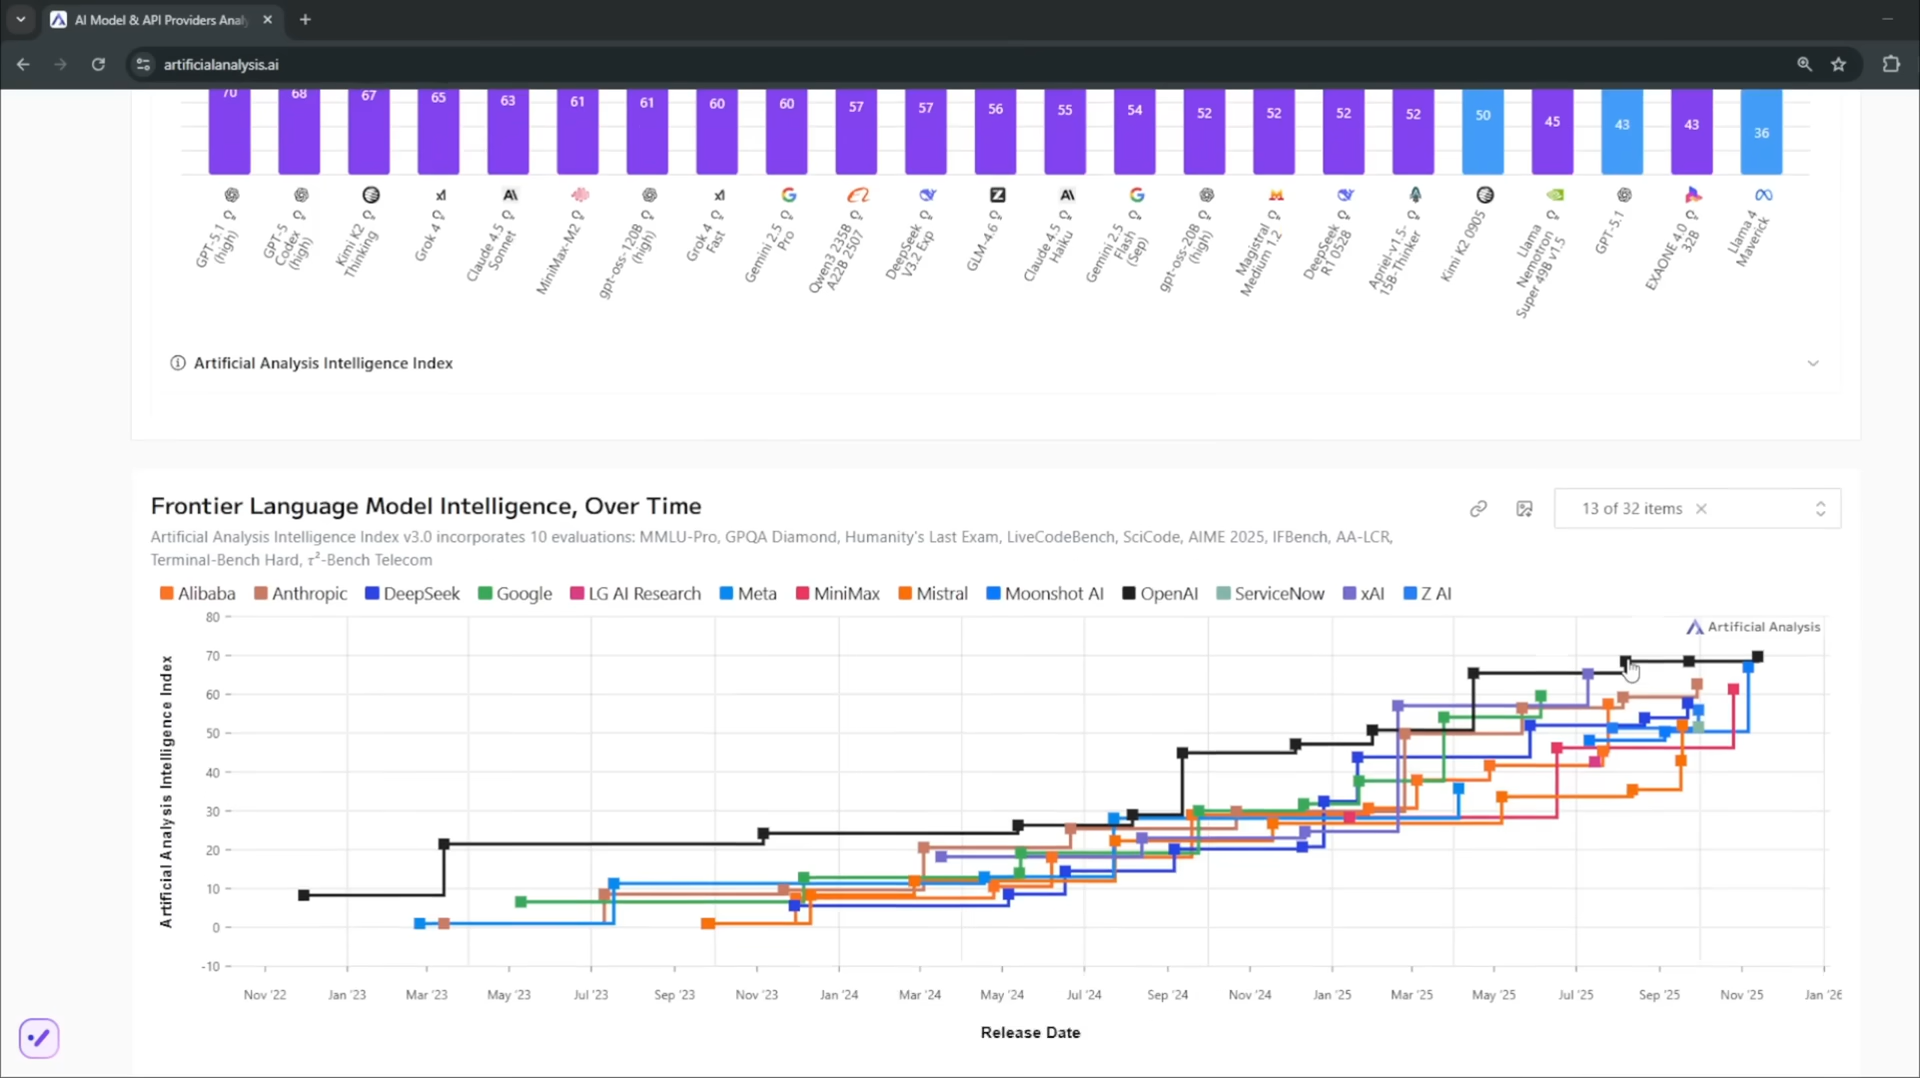 AI Model & API Providers Anal
artificialanalysis.ai
70 68 67 65 63 61 61 60 60 57 57 56 55 54 52 52 52 52 50 45 43 43 36
GPT-5.1 (high)
GPT-5 Codex (high)
Kimi K2 Thinking
Grok 4
Claude 4.5 Sonnet
MiniMax-M2
gpt-oss-120B (high)
Grok 4 Fast
Gemini 2.5 Pro
Qwen3 235B A22B 2507
DeepSeek V3.2 Exp
GLM-4.6
Claude 4.5 Haiku
Gemini 2.5 Flash (Sep)
gpt-oss-20B (high)
Magistral Medium 1.2
DeepSeek R1 0528
Apriel-v1.5-15B-Thinker
Kimi K2 0905
Llama Nemotron Super 49B v1.5
GPT-5.1
EXAONE 4.0 32B
Llama 4 Maverick
Artificial Analysis Intelligence Index
Frontier Language Model Intelligence, Over Time
13 of 32 items
Artificial Analysis Intelligence Index v3.0 incorporates 10 evaluations: MMLU-Pro, GPQA Diamond, Humanity's Last Exam, LiveCodeBench, SciCode, AIME 2025, IFBench, AA-LCR,
Terminal-Bench Hard, τ²-Bench Telecom
Alibaba Anthropic DeepSeek Google LG AI Research Meta MiniMax Mistral Moonshot AI OpenAI ServiceNow xAI Z AI
Artificial Analysis
Artificial Analysis Intelligence Index
80
70
60
50
40
30
20
10
0
-10
Nov '22 Jan '23 Mar '23 May '23 Jul '23 Sep '23 Nov '23 Jan '24 Mar '24 May '24 Jul '24 Sep '24 Nov '24 Jan '25 Mar '25 May '25 Jul '25 Sep '25 Nov '25 Jan '26
Release Date